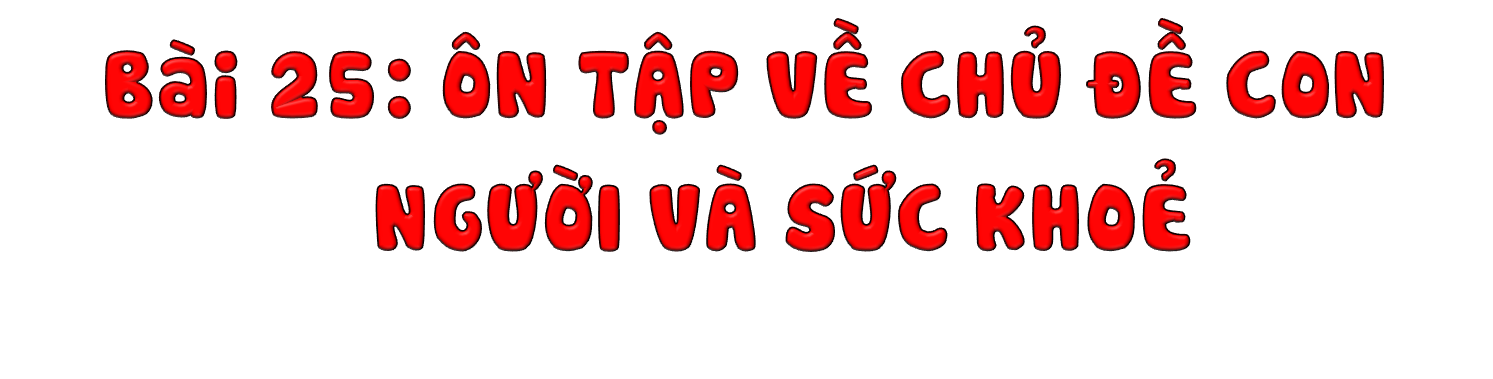 Bài 25: ÔN TẬP VỀ CHỦ ĐỀ CON
NGƯỜI VÀ SỨC KHOẺ